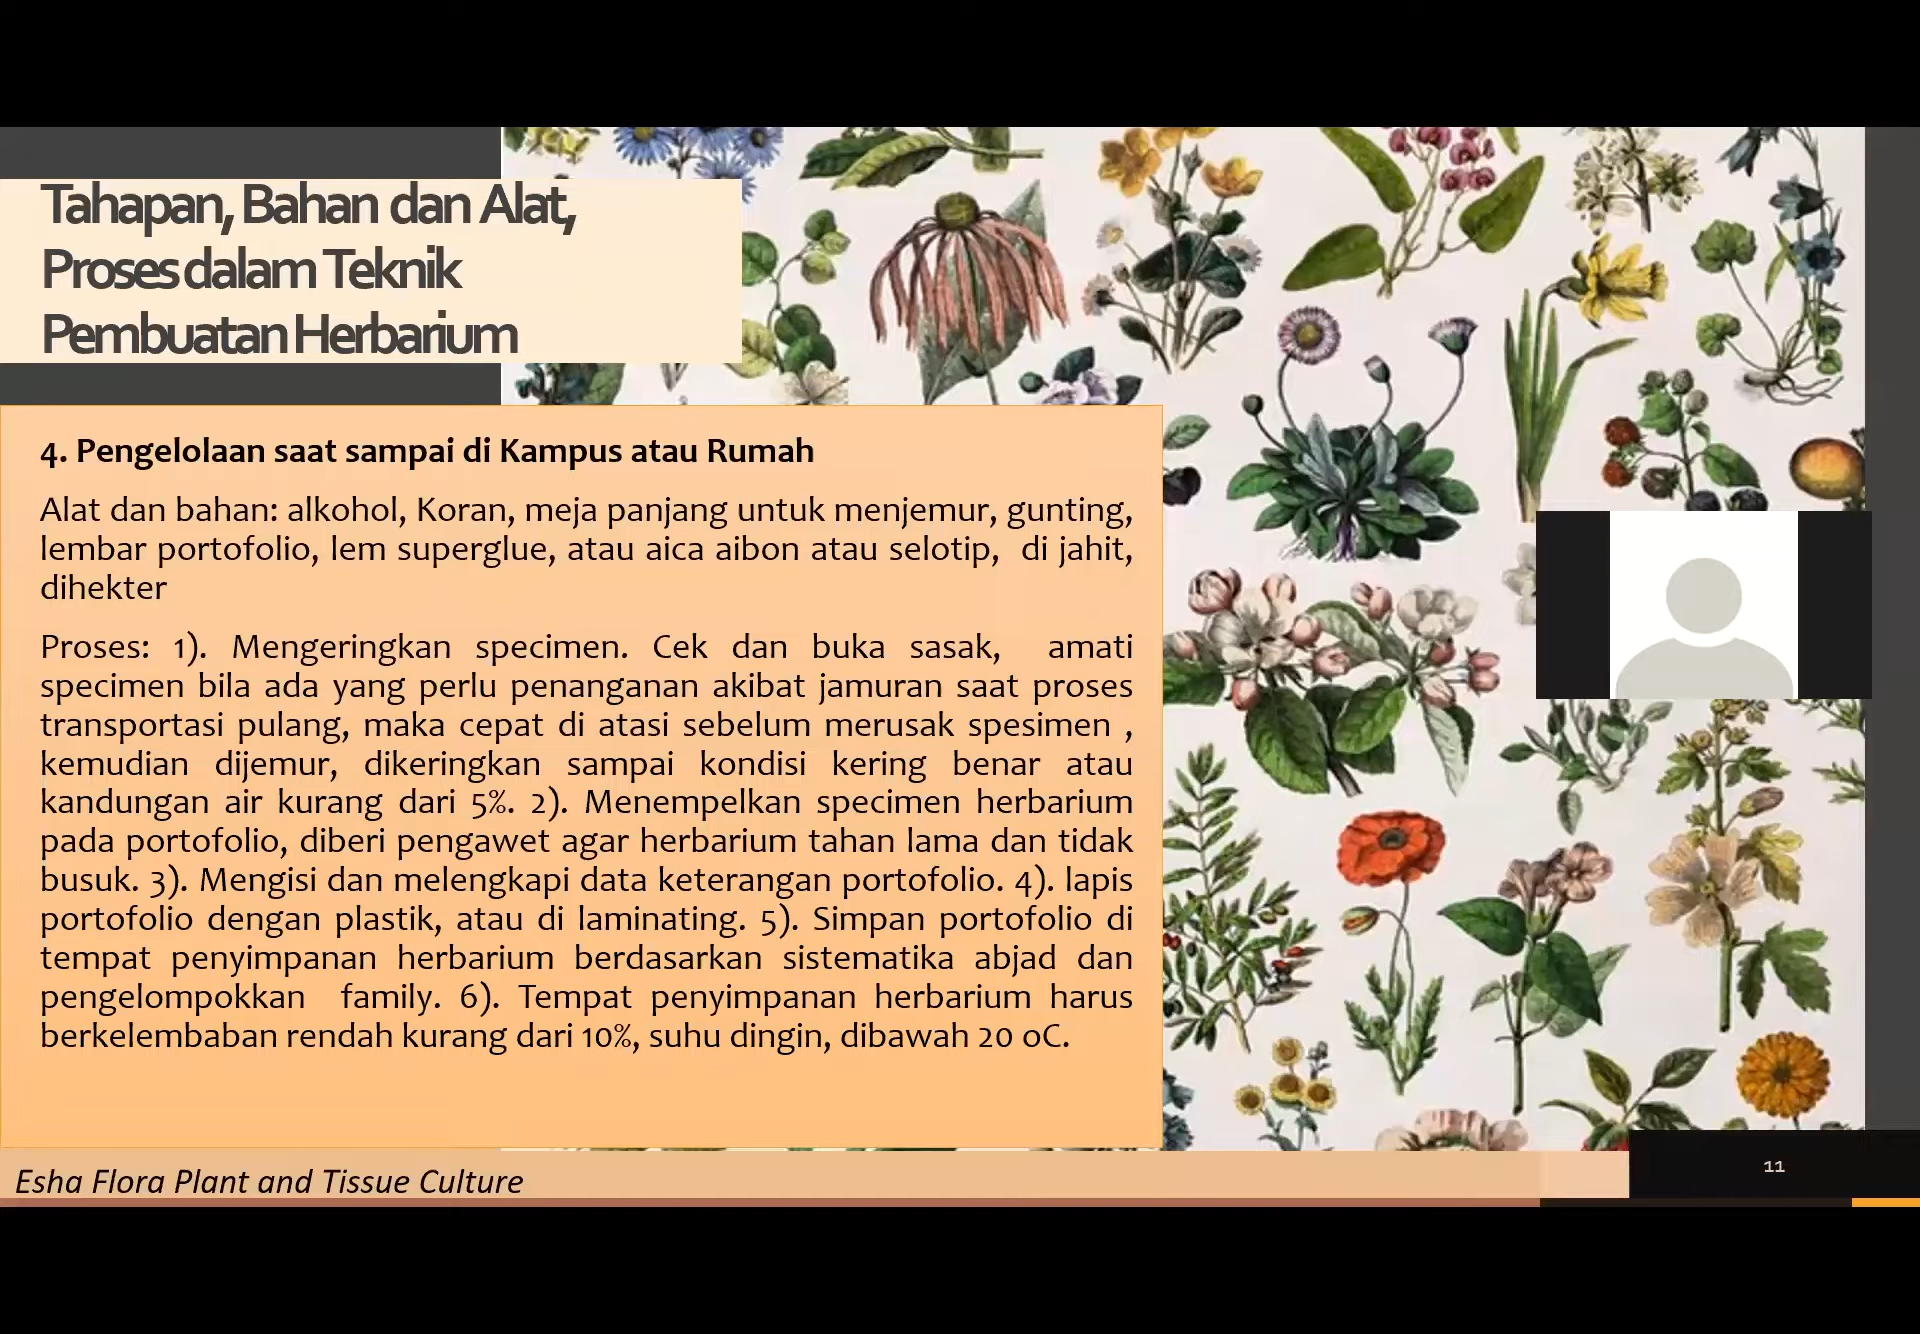 Tahapan, Bahan dan Alat,
Proses dalam Teknik
Pembuatan Herbarium
4. Pengelolaan saat sampai di Kampus atau Rumah
Alat dan bahan: alkohol, Koran, meja panjang untuk menjemur, gunting,
lembar portofolio, lem superglue, atau aica aibon atau selotip, di jahit,
dihekter
Proses: 1). Mengeringkan specimen. Cek dan buka sasak, amati
specimen bila ada yang perlu penanganan akibat jamuran saat proses
transportasi pulang, maka cepat di atasi sebelum merusak spesimen ,
kemudian dijemur, dikeringkan sampai kondisi kering benar atau
kandungan air kurang dari 5%. 2). Menempelkan specimen herbarium
pada portofolio, diberi pengawet agar herbarium tahan lama dan tidak
busuk. 3). Mengisi dan melengkapi data keterangan portofolio. 4). lapis
portofolio dengan plastik, atau di laminating. 5). Simpan portofolio di
tempat penyimpanan herbarium berdasarkan sistematika abjad dan
pengelompokkan family. 6). Tempat penyimpanan herbarium harus
berkelembaban rendah kurang dari 10%, suhu dingin, dibawah 20 oC.
Esha Flora Plant and Tissue Culture
11